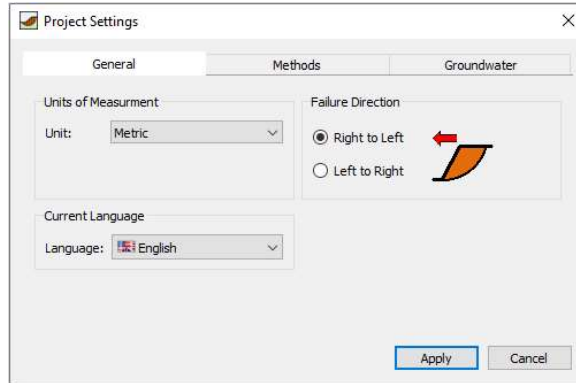 Project Settings
General
Methods
Groundwater
Units of Measurment
Unit:
Metric
Failure Direction
Right to Left
Left to Right
Current Language
Language:
English
Apply
Cancel